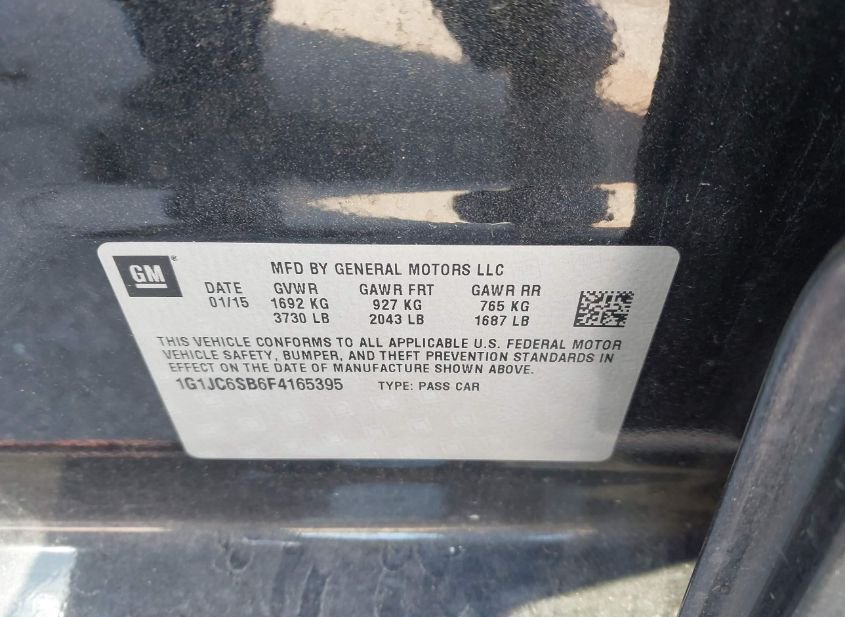 GM
MFD BY GENERAL MOTORS LLC
DATE GVWR GAWR FRT GAWR RR
01/15 1692 KG 927 KG 765 KG
3730 LB 2043 LB 1687 LB
THIS VEHICLE CONFORMS TO ALL APPLICABLE U.S. FEDERAL MOTOR
VEHICLE SAFETY, BUMPER, AND THEFT PREVENTION STANDARDS IN
EFFECT ON THE DATE OF MANUFACTURE SHOWN ABOVE.
1G1JC6SB6F4165395 TYPE: PASS CAR